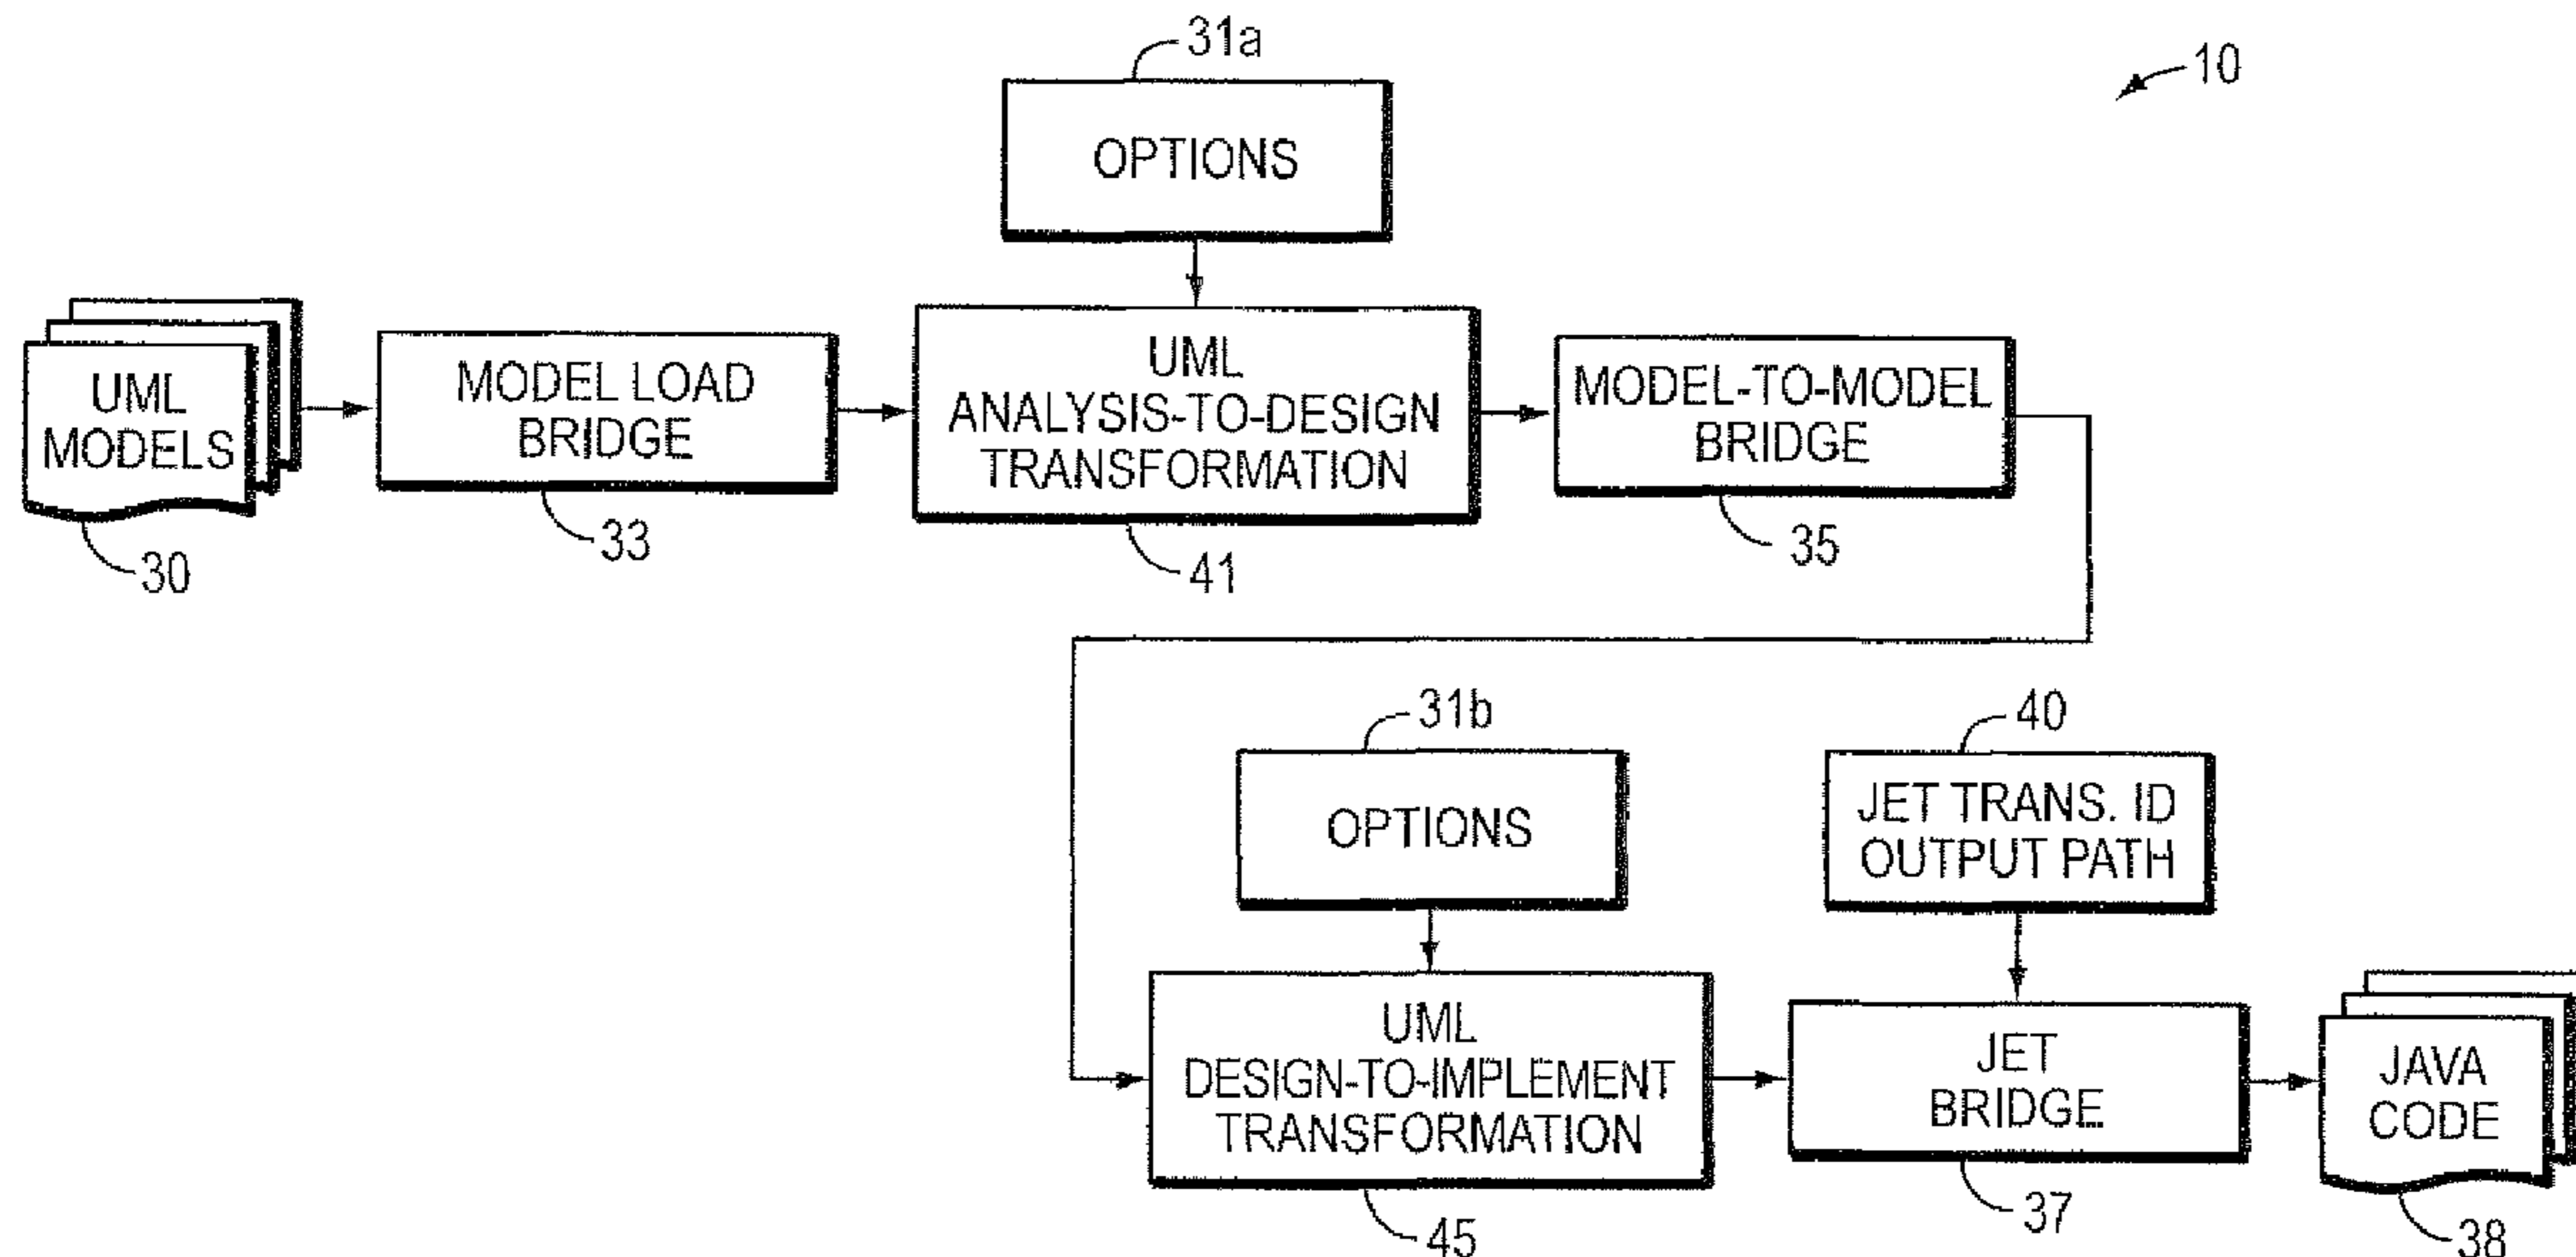 31a
10
OPTIONS
UML
MODELS
MODEL LOAD
BRIDGE
UML
ANALYSIS-TO-DESIGN
TRANSFORMATION
MODEL-TO-MODEL
BRIDGE
30
33
41
35
31b
40
OPTIONS
JET TRANS. ID
OUTPUT PATH
UML
DESIGN-TO-IMPLEMENT
TRANSFORMATION
JET
BRIDGE
JAVA
CODE
45
37
38